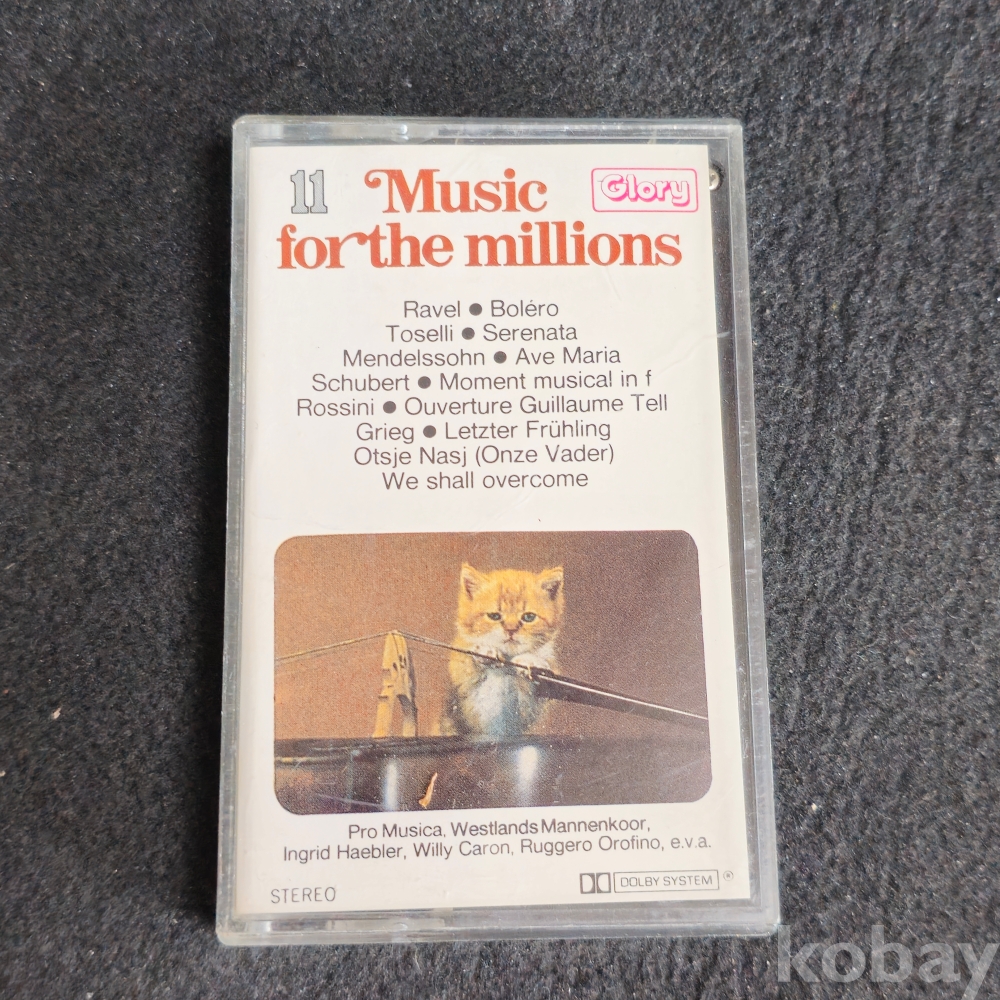 11 Music Glory
for the millions
Ravel ● Boléro
Toselli ● Serenata
Mendelssohn ● Ave Maria
Schubert ● Moment musical in f
Rossini ● Ouverture Guillaume Tell
Grieg ● Letzter Frühling
Otsje Nasj (Onze Vader)
We shall overcome
Pro Musica, Westlands Mannenkoor,
Ingrid Haebler, Willy Caron, Ruggero Orofino, e.v.a.
STEREO DOLBY SYSTEM ®
kobay